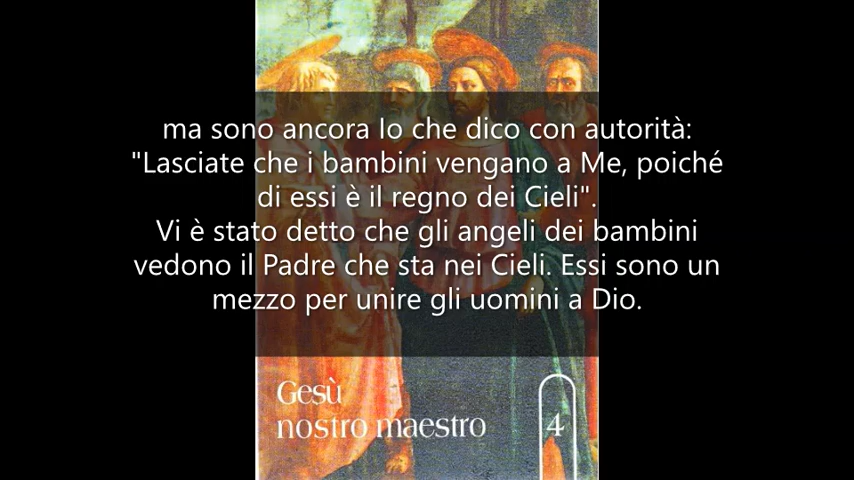 ma sono ancora Io che dico con autorità:
"Lasciate che i bambini vengano a Me, poiché
di essi è il regno dei Cieli".
Vi è stato detto che gli angeli dei bambini
vedono il Padre che sta nei Cieli. Essi sono un
mezzo per unire gli uomini a Dio.
Gesù
nostro maestro
4